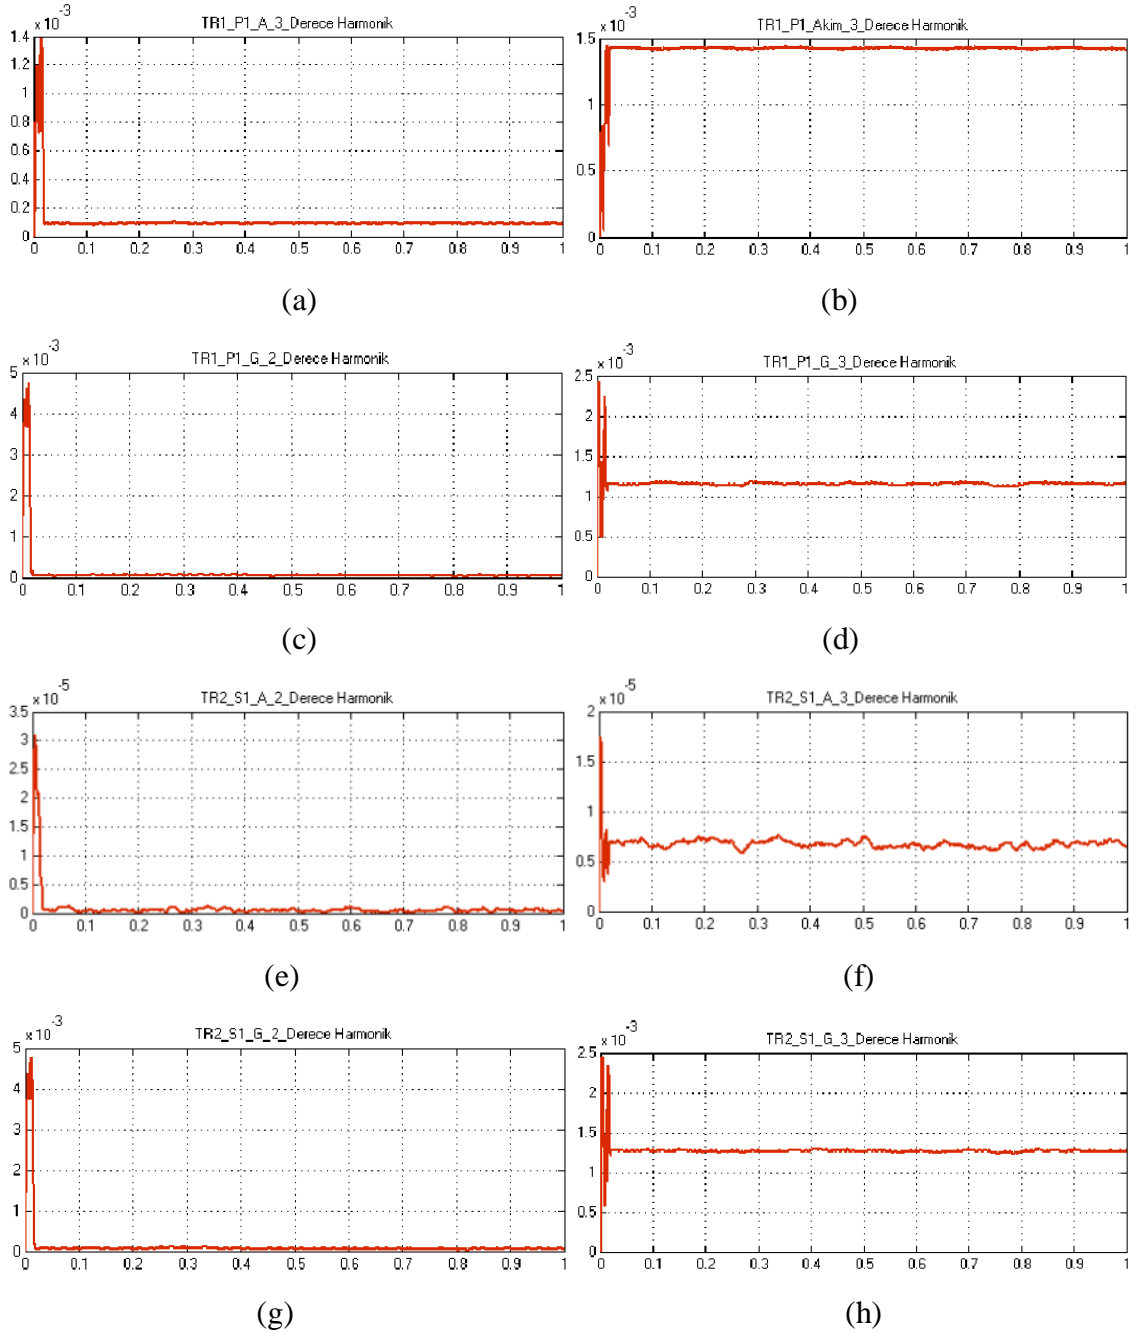 x 10^-3
TR1_P1_A_3_Derece Harmonik
1.4
1.2
1
0.8
0.6
0.4
0.2
0
0 0.1 0.2 0.3 0.4 0.5 0.6 0.7 0.8 0.9 1
(a)
x 10^-3
TR1_P1_Akim_3_Derece Harmonik
1.5
1
0.5
0
0 0.1 0.2 0.3 0.4 0.5 0.6 0.7 0.8 0.9 1
(b)
x 10^-3
TR1_P1_G_2_Derece Harmonik
5
4
3
2
1
0
0 0.1 0.2 0.3 0.4 0.5 0.6 0.7 0.8 0.9 1
(c)
x 10^-3
TR1_P1_G_3_Derece Harmonik
2.5
2
1.5
1
0.5
0
0 0.1 0.2 0.3 0.4 0.5 0.6 0.7 0.8 0.9 1
(d)
x 10^-5
TR2_S1_A_2_Derece Harmonik
3.5
3
2.5
2
1.5
1
0.5
0
0 0.1 0.2 0.3 0.4 0.5 0.6 0.7 0.8 0.9 1
(e)
x 10^-5
TR2_S1_A_3_Derece Harmonik
2
1.5
1
0.5
0
0 0.1 0.2 0.3 0.4 0.5 0.6 0.7 0.8 0.9 1
(f)
x 10^-3
TR2_S1_G_2_Derece Harmonik
5
4
3
2
1
0
0 0.1 0.2 0.3 0.4 0.5 0.6 0.7 0.8 0.9 1
(g)
x 10^-3
TR2_S1_G_3_Derece Harmonik
2.5
2
1.5
1
0.5
0
0 0.1 0.2 0.3 0.4 0.5 0.6 0.7 0.8 0.9 1
(h)